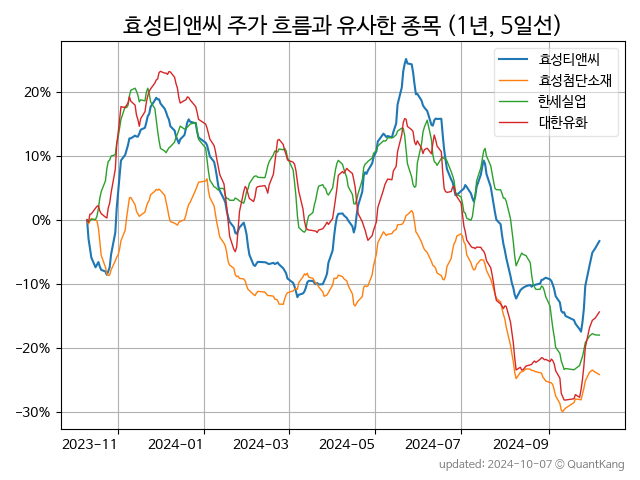 효성티앤씨 주가 흐름과 유사한 종목 (1년, 5일선)
효성티앤씨
효성첨단소재
한세실업
대한유화
20%
10%
0%
−10%
−20%
−30%
2023-11 2024-01 2024-03 2024-05 2024-07 2024-09
updated: 2024-10-07 © QuantKang